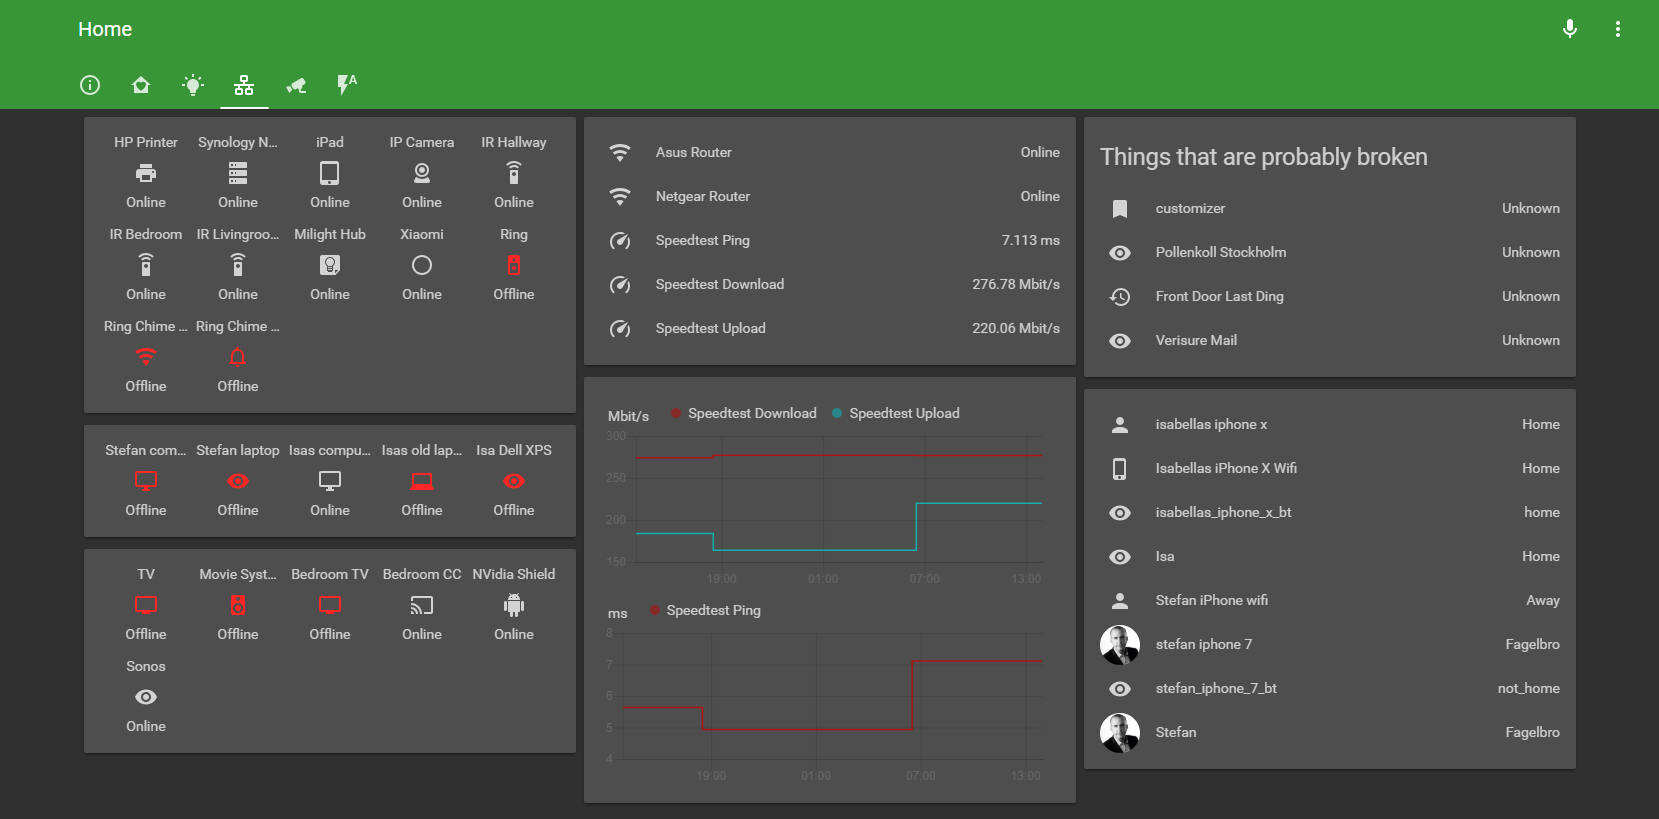 Home
A
HP Printer Synology N... iPad IP Camera IR Hallway
Online Online Online Online Online
IR Bedroom IR Livingroo... Milight Hub Xiaomi Ring
Online Online Online Online Offline
Ring Chime ... Ring Chime ...
Offline Offline
Stefan com... Stefan laptop Isas compu... Isas old lap... Isa Dell XPS
Offline Offline Online Offline Offline
TV Movie Syst... Bedroom TV Bedroom CC NVidia Shield
Offline Offline Offline Online Online
Sonos
Online
Asus Router Online
Netgear Router Online
Speedtest Ping 7.113 ms
Speedtest Download 276.78 Mbit/s
Speedtest Upload 220.06 Mbit/s
Mbit/s Speedtest Download Speedtest Upload
300
250
200
150
19:00 01:00 07:00 13:00
ms Speedtest Ping
8
7
6
5
4
19:00 01:00 07:00 13:00
Things that are probably broken
customizer Unknown
Pollenkoll Stockholm Unknown
Front Door Last Ding Unknown
Verisure Mail Unknown
isabellas iphone x Home
Isabellas iPhone X Wifi Home
isabellas_iphone_x_bt home
Isa Home
Stefan iPhone wifi Away
stefan iphone 7 Fagelbro
stefan_iphone_7_bt not_home
Stefan Fagelbro